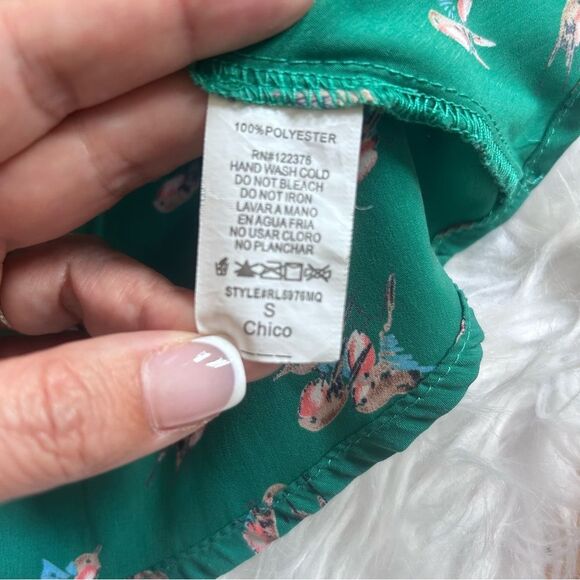 100%POLYESTER
RN#122376
HAND WASH COLD
DO NOT BLEACH
DO NOT IRON
LAVAR A MANO
EN AGUA FRIA
NO USAR CLORO
NO PLANCHAR
STYLE#RL5976MQ
S
Chico